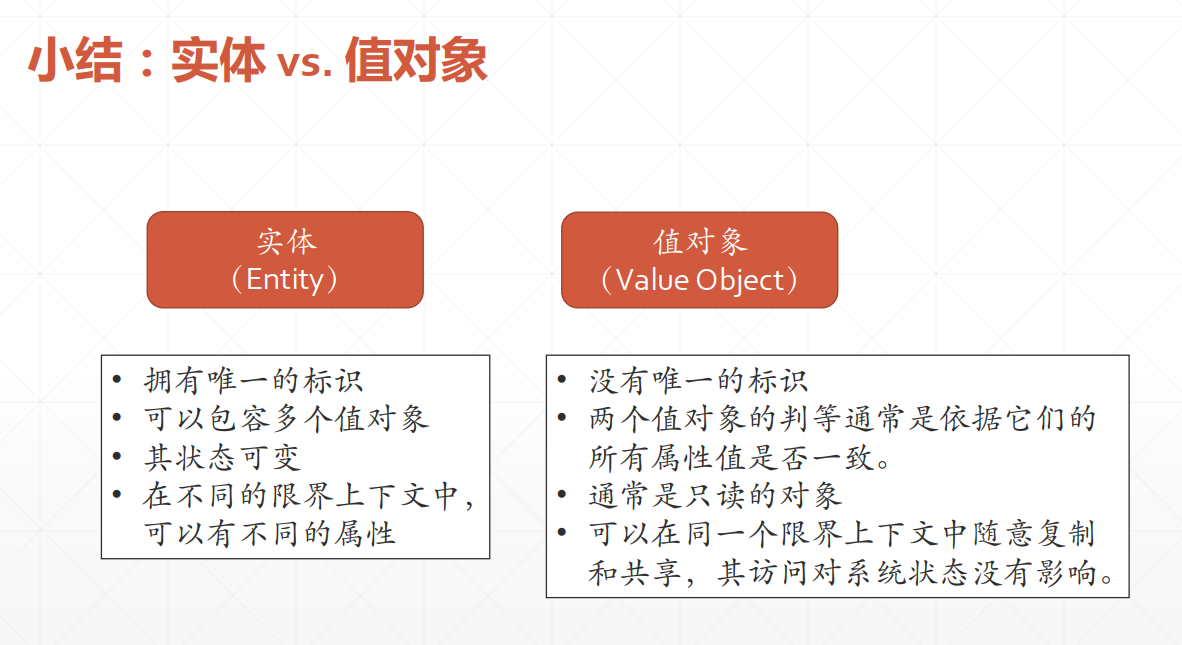 小结：实体 vs. 值对象
实体
（Entity）
值对象
（Value Object）
• 拥有唯一的标识
• 可以包容多个值对象
• 其状态可变
• 在不同的限界上下文中，
可以有不同的属性
• 没有唯一的标识
• 两个值对象的判等通常是依据它们的
所有属性值是否一致。
• 通常是只读的对象
• 可以在同一个限界上下文中随意复制
和共享，其访问对系统状态没有影响。